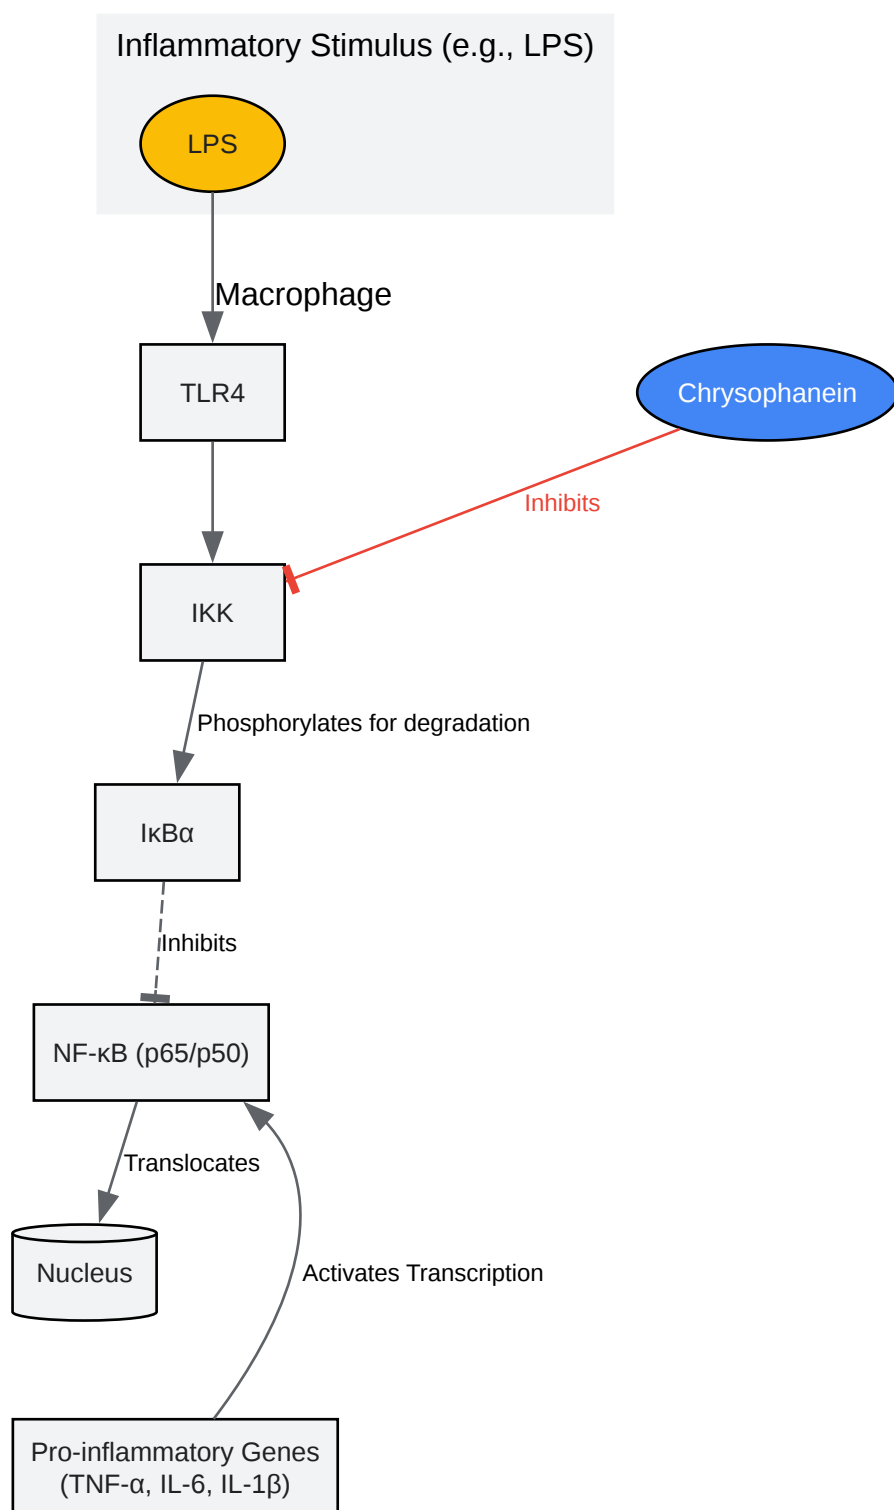 Inflammatory Stimulus (e.g., LPS)
LPS
Macrophage
TLR4
Chrysophanein
Inhibits
IKK
Phosphorylates for degradation
IκBα
Inhibits
NF-κB (p65/p50)
Translocates
Nucleus
Activates Transcription
Pro-inflammatory Genes
(TNF-α, IL-6, IL-1β)